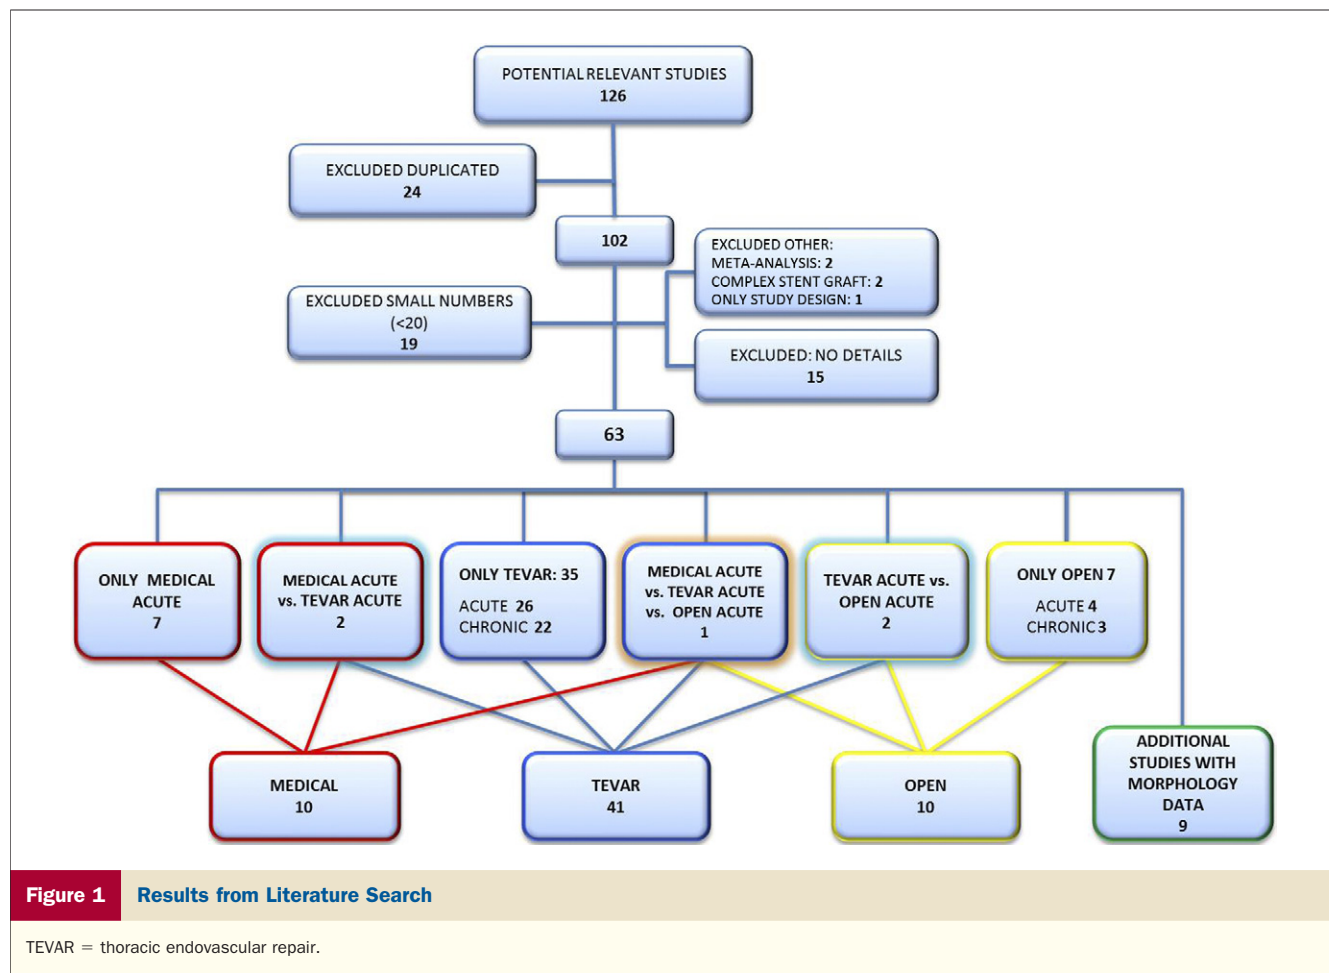 POTENTIAL RELEVANT STUDIES
126
EXCLUDED DUPLICATED
24
102
EXCLUDED OTHER:
META-ANALYSIS: 2
COMPLEX STENT GRAFT: 2
ONLY STUDY DESIGN: 1
EXCLUDED SMALL NUMBERS
(<20)
19
EXCLUDED: NO DETAILS
15
63
ONLY MEDICAL
ACUTE
7
MEDICAL ACUTE
vs. TEVAR ACUTE
2
ONLY TEVAR: 35
ACUTE 26
CHRONIC 22
MEDICAL ACUTE
vs. TEVAR ACUTE
vs. OPEN ACUTE
1
TEVAR ACUTE vs.
OPEN ACUTE
2
ONLY OPEN 7
ACUTE 4
CHRONIC 3
MEDICAL
10
TEVAR
41
OPEN
10
ADDITIONAL
STUDIES WITH
MORPHOLOGY
DATA
9
Figure 1 Results from Literature Search
TEVAR = thoracic endovascular repair.